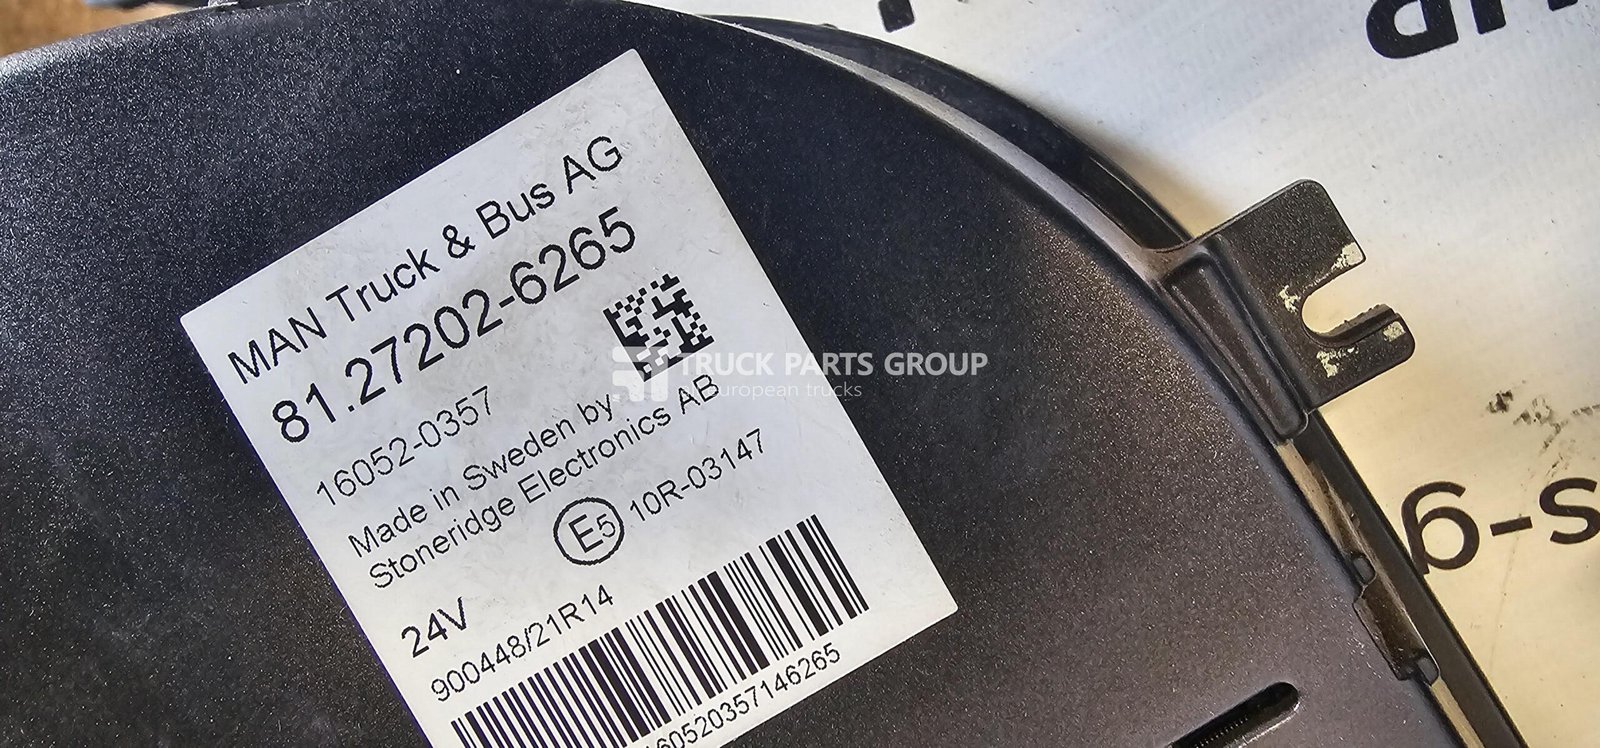 MAN Truck & Bus AG
81.27202-6265
16052-0357
Made in Sweden by
Stoneridge Electronics AB
E5 10R-03147
24V
900448/21R14
160520357146265
TRUCK PARTS GROUP
european trucks
s-g